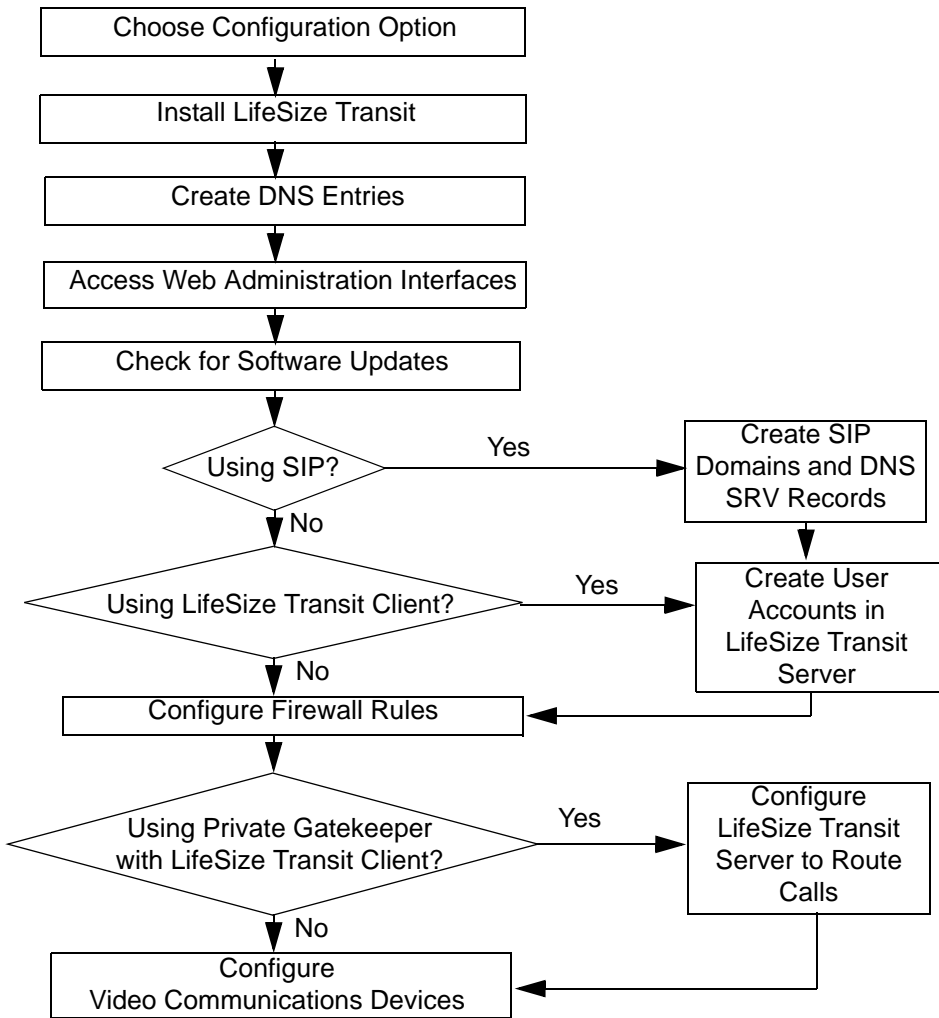 Choose Configuration Option
Install LifeSize Transit
Create DNS Entries
Access Web Administration Interfaces
Check for Software Updates
Using SIP?
Yes
Create SIP
Domains and DNS
SRV Records
No
Using LifeSize Transit Client?
Yes
Create User
Accounts in
LifeSize Transit
Server
No
Configure Firewall Rules
Using Private Gatekeeper
with LifeSize Transit Client?
Yes
Configure
LifeSize Transit
Server to Route
Calls
No
Configure
Video Communications Devices